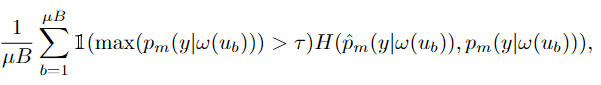 \frac{1}{\mu B} \sum_{b=1}^{\mu B} \mathbb{1}(\max(p_m(y|\omega(u_b))) > \tau) H(\hat{p}_m(y|\omega(u_b)), p_m(y|\omega(u_b))),